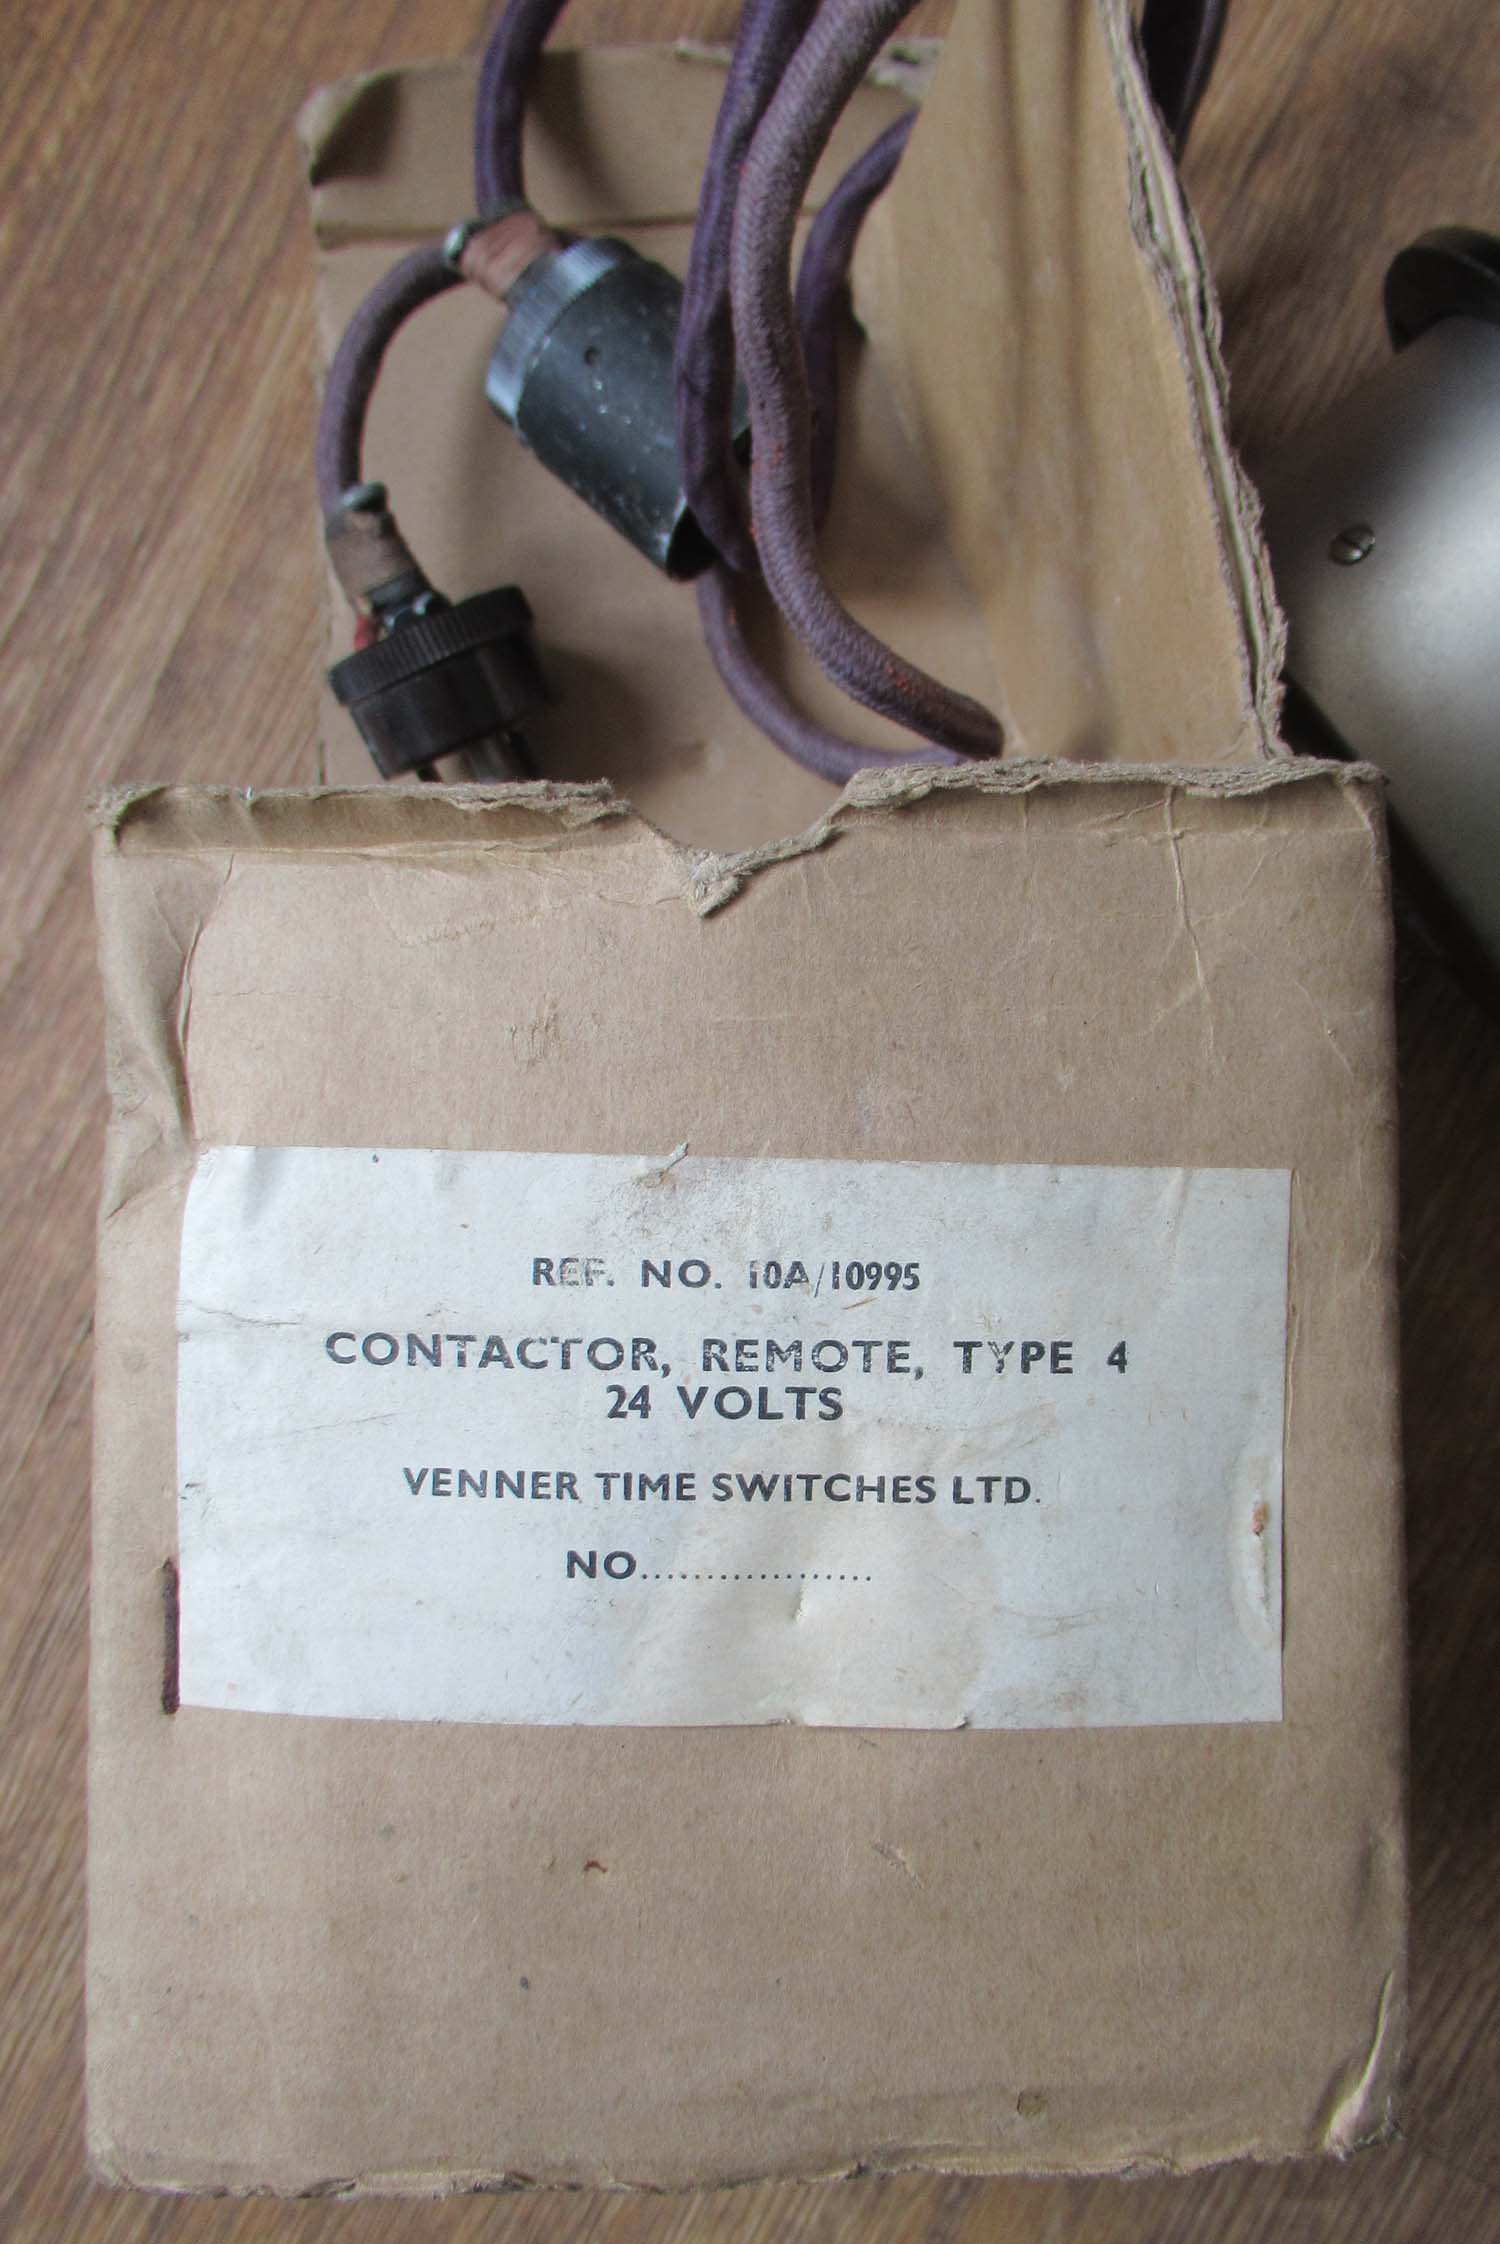 REF. NO. 10A/10995
CONTACTOR, REMOTE, TYPE 4
24 VOLTS
VENNER TIME SWITCHES LTD.
NO..................